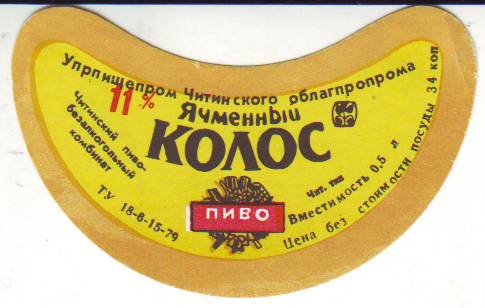 Упрпищепром Читинского облагпропрома
11%
Ячменный
КОЛОС
Читинский пиво-
безалкогольный
комбинат
ТУ 18-6-15-79
ПИВО
Чит. тип
Вместимость 0,5 л
Цена без стоимости посуды 34 коп